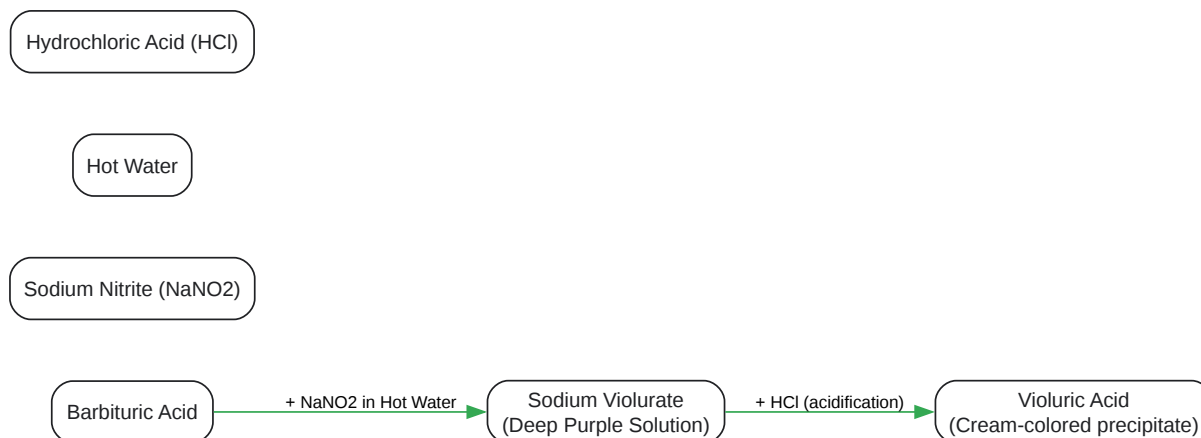 Hydrochloric Acid (HCl)
Hot Water
Sodium Nitrite (NaNO2)
Barbituric Acid
+ NaNO2 in Hot Water
Sodium Violurate
(Deep Purple Solution)
+ HCl (acidification)
Violuric Acid
(Cream-colored precipitate)